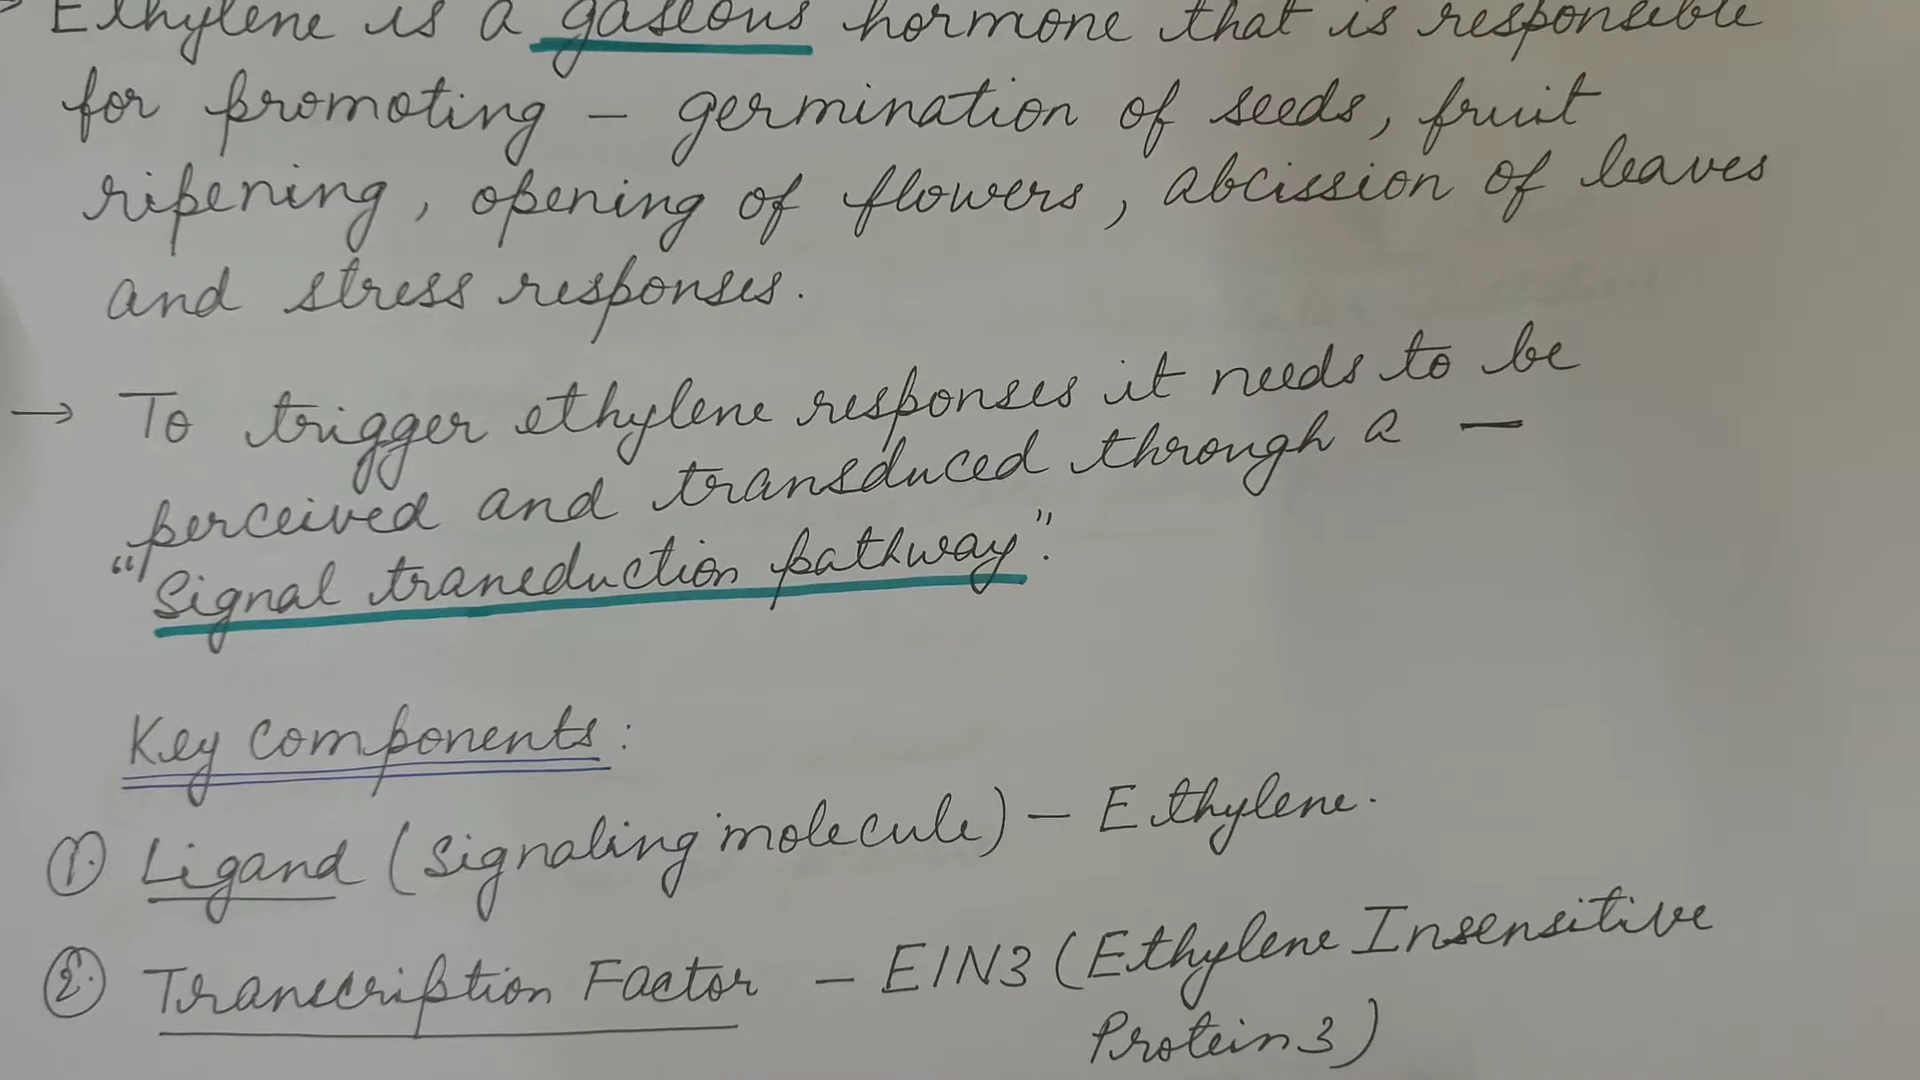 Ethylene is a gaseous hormone that is responsible
for promoting - germination of seeds, fruit
ripening, opening of flowers, abcission of leaves
and stress responses.
→ To trigger ethylene responses it needs to be
perceived and transduced through a —
"Signal transduction pathway".
Key components:
① Ligand (Signaling molecule) - Ethylene.
② Transcription Factor - EIN3 (Ethylene Insensitive
Protein 3)